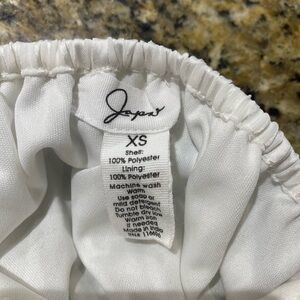 Japna
XS
Shell:
100% Polyester
Lining:
100% Polyester
Machine wash
Warm
Use soap or
mild detergent
Do not bleach
Tumble dry low
Warm iron
if needed
Made in India